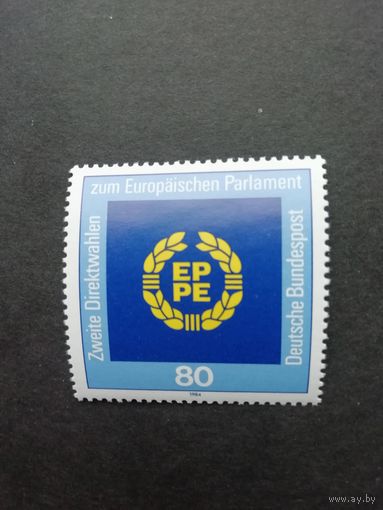 Zweite Direktwahlen
zum Europäischen Parlament
Deutsche Bundespost
EP
PE
80
1984
www.ay.by